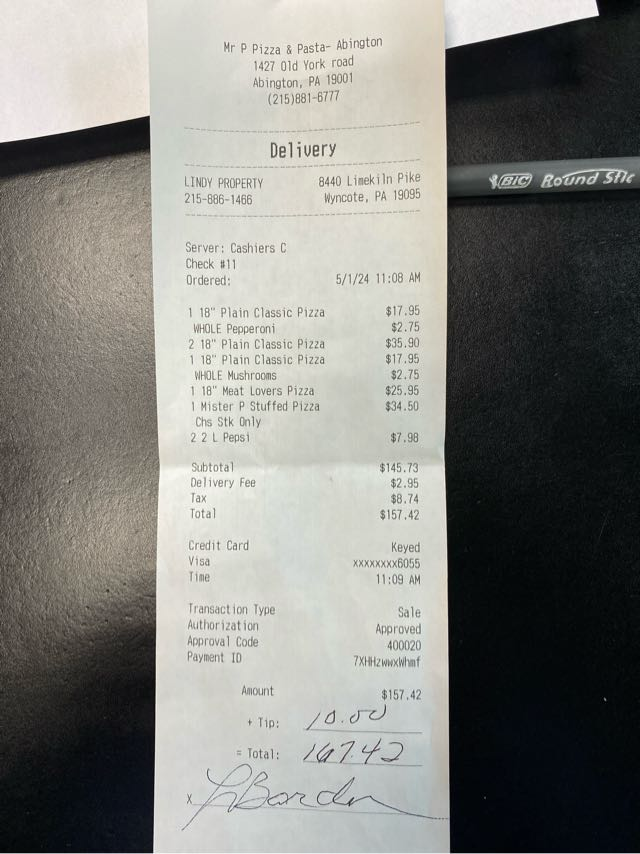 Mr P Pizza & Pasta- Abington
1427 Old York road
Abington, PA 19001
(215)881-6777
Delivery
LINDY PROPERTY 8440 Limekiln Pike
215-886-1466 Wyncote, PA 19095
Server: Cashiers C
Check #11
Ordered: 5/1/24 11:08 AM
1 18" Plain Classic Pizza $17.95
WHOLE Pepperoni $2.75
2 18" Plain Classic Pizza $35.90
1 18" Plain Classic Pizza $17.95
WHOLE Mushrooms $2.75
1 18" Meat Lovers Pizza $25.95
1 Mister P Stuffed Pizza $34.50
Chs Stk Only
2 2 L Pepsi $7.98
Subtotal $145.73
Delivery Fee $2.95
Tax $8.74
Total $157.42
Credit Card Keyed
Visa xxxxxxxx6055
Time 11:09 AM
Transaction Type Sale
Authorization Approved
Approval Code 400020
Payment ID 7XHHzwwxWhmf
Amount $157.42
+ Tip: 10.00
= Total: 167.42
x
BIC Round Stic